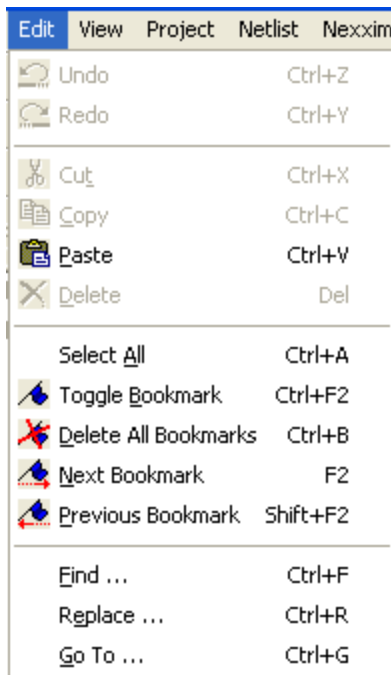 Edit View Project Netlist Nexxim
Undo Ctrl+Z
Redo Ctrl+Y
Cut Ctrl+X
Copy Ctrl+C
Paste Ctrl+V
Delete Del
Select All Ctrl+A
Toggle Bookmark Ctrl+F2
Delete All Bookmarks Ctrl+B
Next Bookmark F2
Previous Bookmark Shift+F2
Find ... Ctrl+F
Replace ... Ctrl+R
Go To ... Ctrl+G